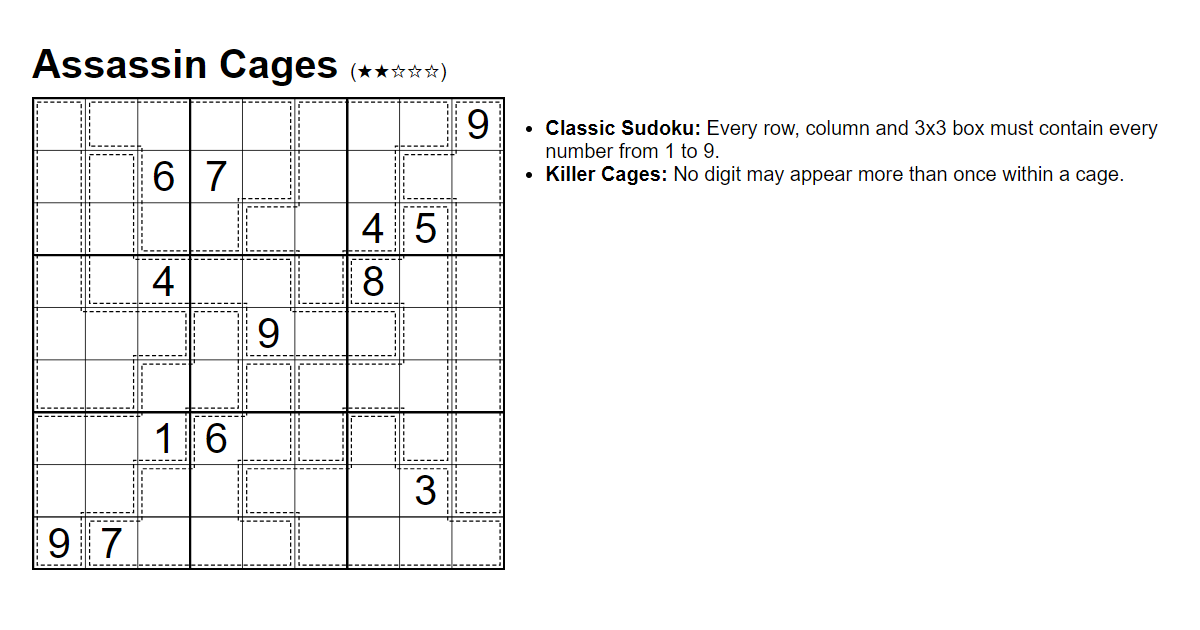 Assassin Cages (★★☆☆☆)
9
6 7
4 5
4 8
9
1 6
3
9 7
• Classic Sudoku: Every row, column and 3x3 box must contain every
number from 1 to 9.
• Killer Cages: No digit may appear more than once within a cage.